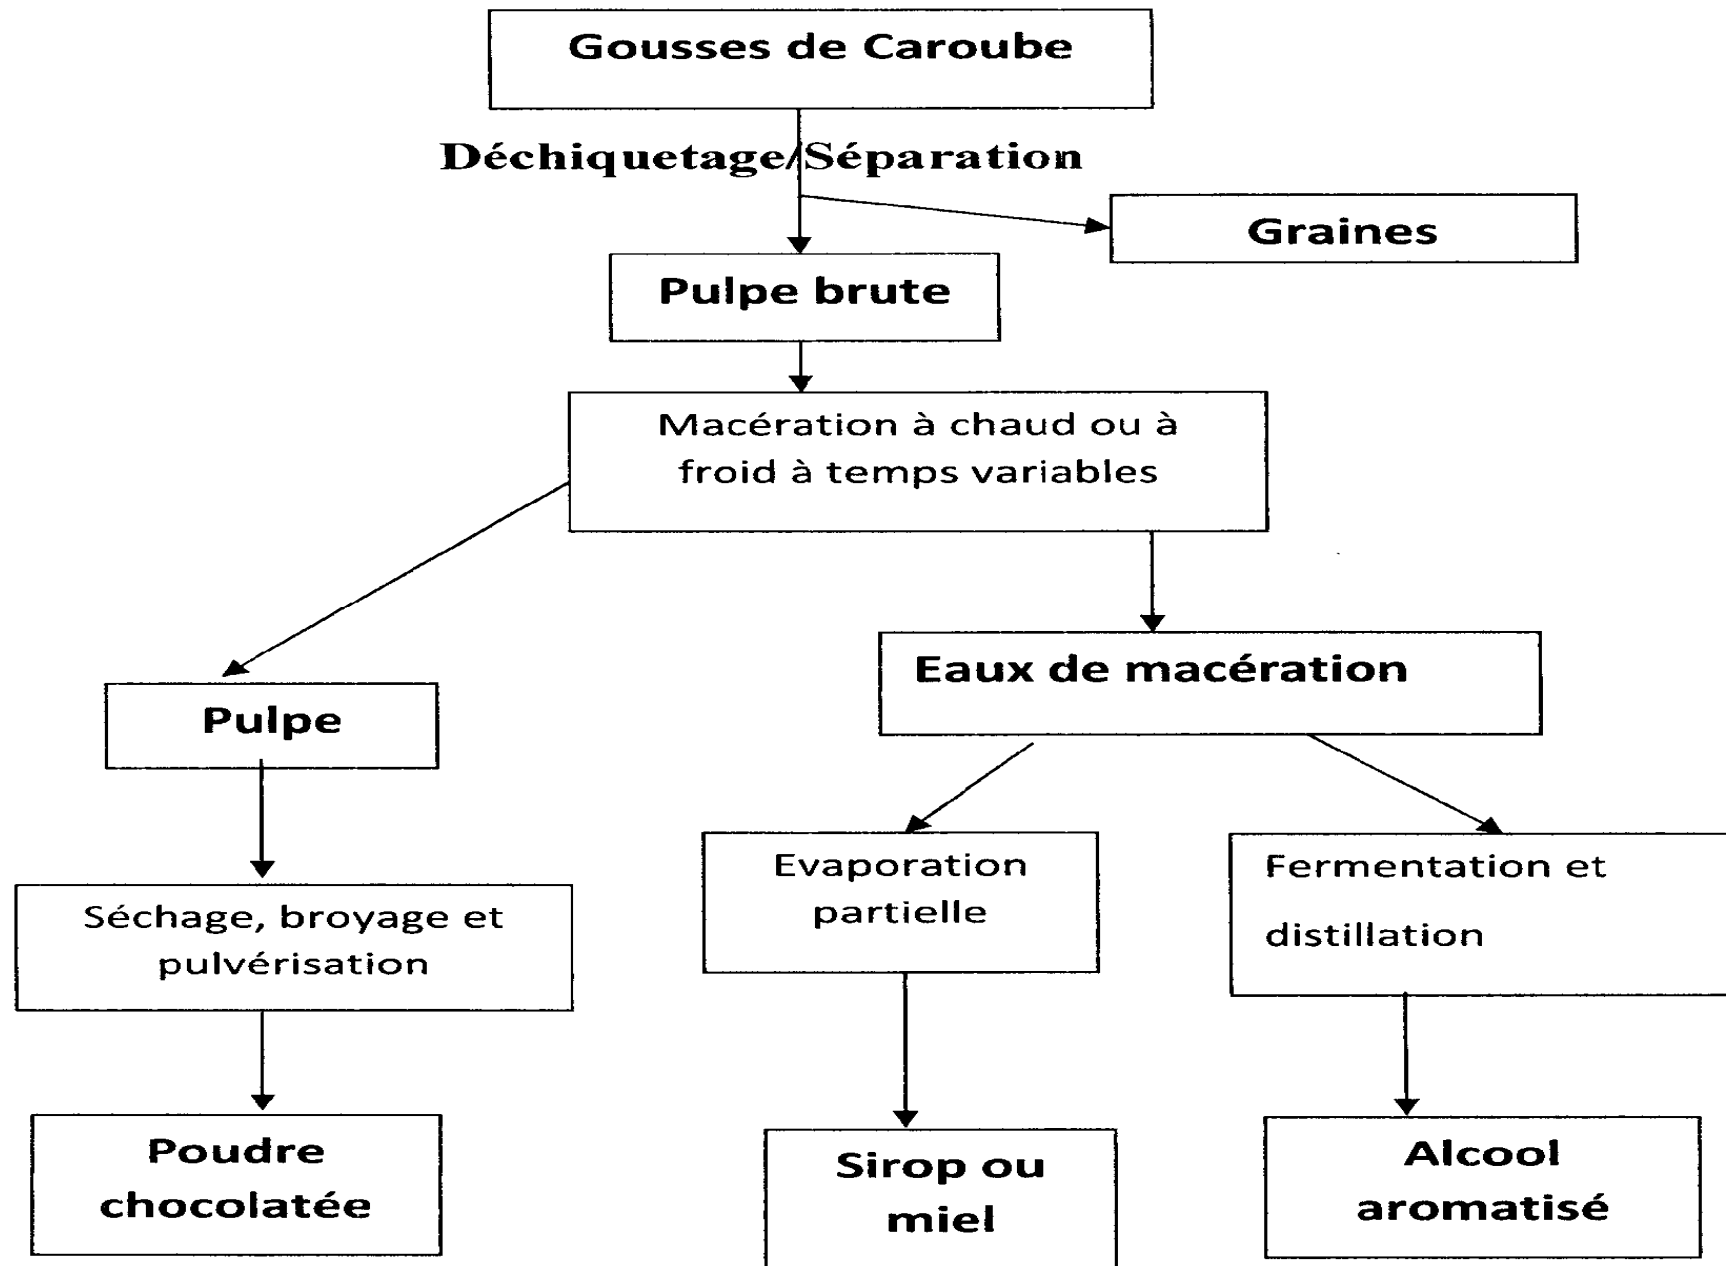 Gousses de Caroube
Déchiquetage/Séparation
Graines
Pulpe brute
Macération à chaud ou à
froid à temps variables
Eaux de macération
Pulpe
Evaporation
partielle
Fermentation et
distillation
Séchage, broyage et
pulvérisation
Poudre
chocolatée
Sirop ou
miel
Alcool
aromatisé